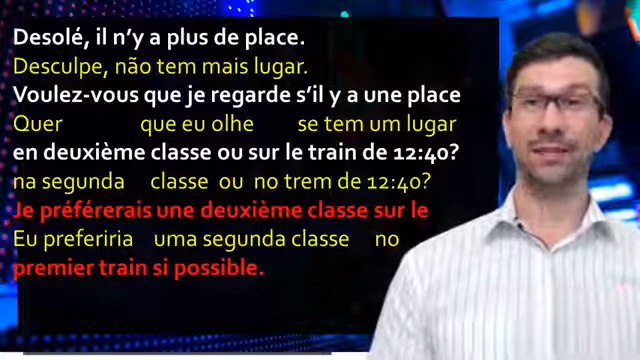 Desolé, il n'y a plus de place.
Desculpe, não tem mais lugar.
Voulez-vous que je regarde s'il y a une place
Quer que eu olhe se tem um lugar
en deuxième classe ou sur le train de 12:40?
na segunda classe ou no trem de 12:40?
Je préférerais une deuxième classe sur le
Eu preferiria uma segunda classe no
premier train si possible.